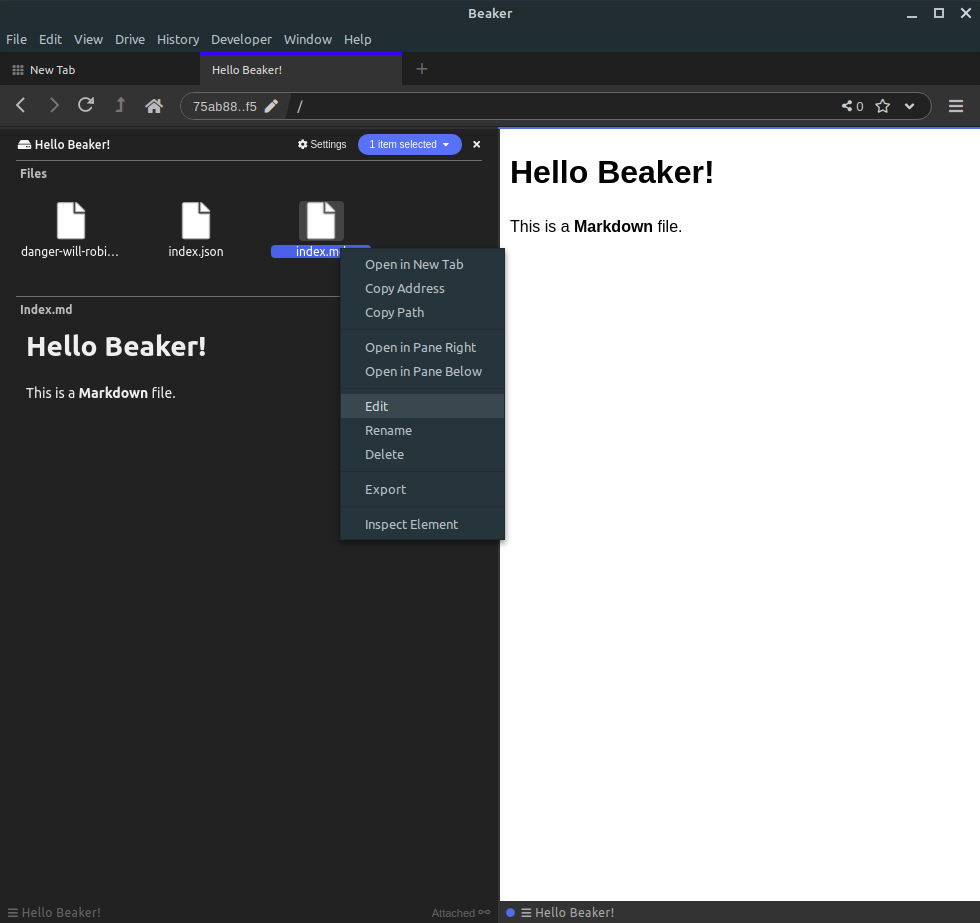 Beaker
File Edit View Drive History Developer Window Help
New Tab
Hello Beaker!
75ab88..f5 / 0
Hello Beaker! Settings 1 item selected
Files
danger-will-robi... index.json index.m
Index.md
Hello Beaker!
This is a Markdown file.
Open in New Tab
Copy Address
Copy Path
Open in Pane Right
Open in Pane Below
Edit
Rename
Delete
Export
Inspect Element
Hello Beaker!
This is a Markdown file.
Hello Beaker! Attached
Hello Beaker!